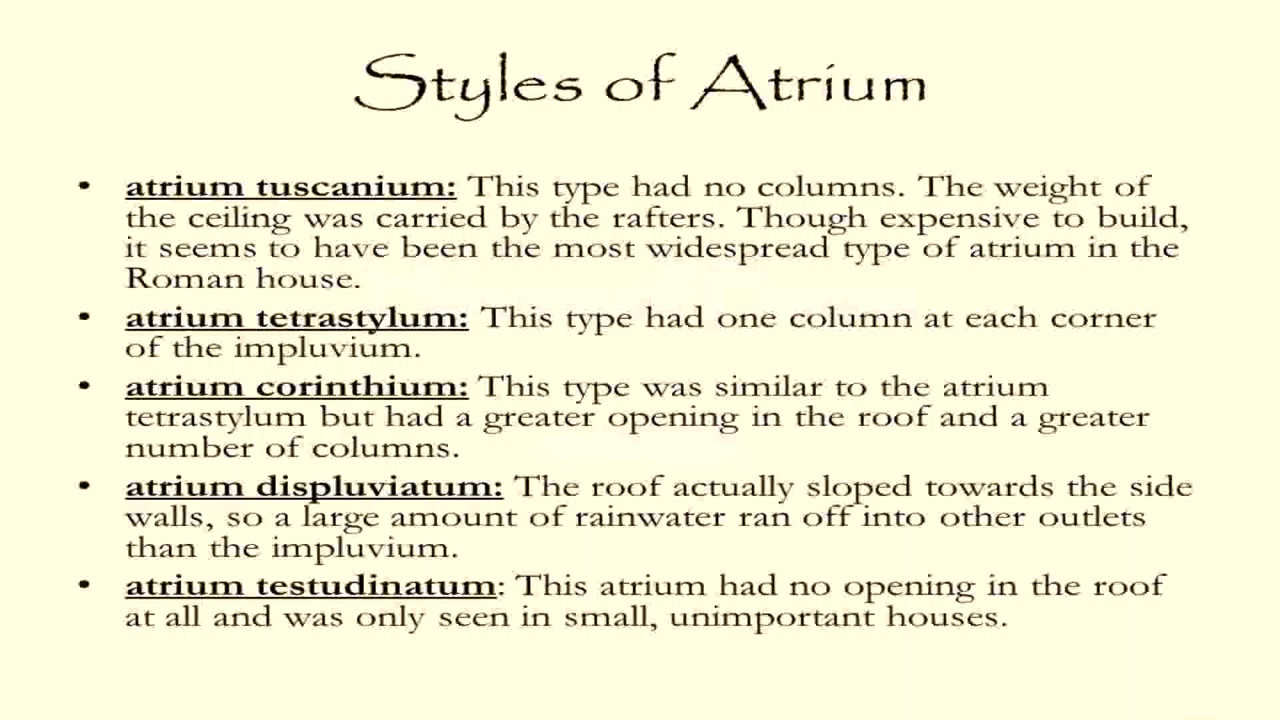 Styles of Atrium
• atrium tuscanium: This type had no columns. The weight of
the ceiling was carried by the rafters. Though expensive to build,
it seems to have been the most widespread type of atrium in the
Roman house.
• atrium tetrastylum: This type had one column at each corner
of the impluvium.
• atrium corinthium: This type was similar to the atrium
tetrastylum but had a greater opening in the roof and a greater
number of columns.
• atrium displuviatum: The roof actually sloped towards the side
walls, so a large amount of rainwater ran off into other outlets
than the impluvium.
• atrium testudinatum: This atrium had no opening in the roof
at all and was only seen in small, unimportant houses.